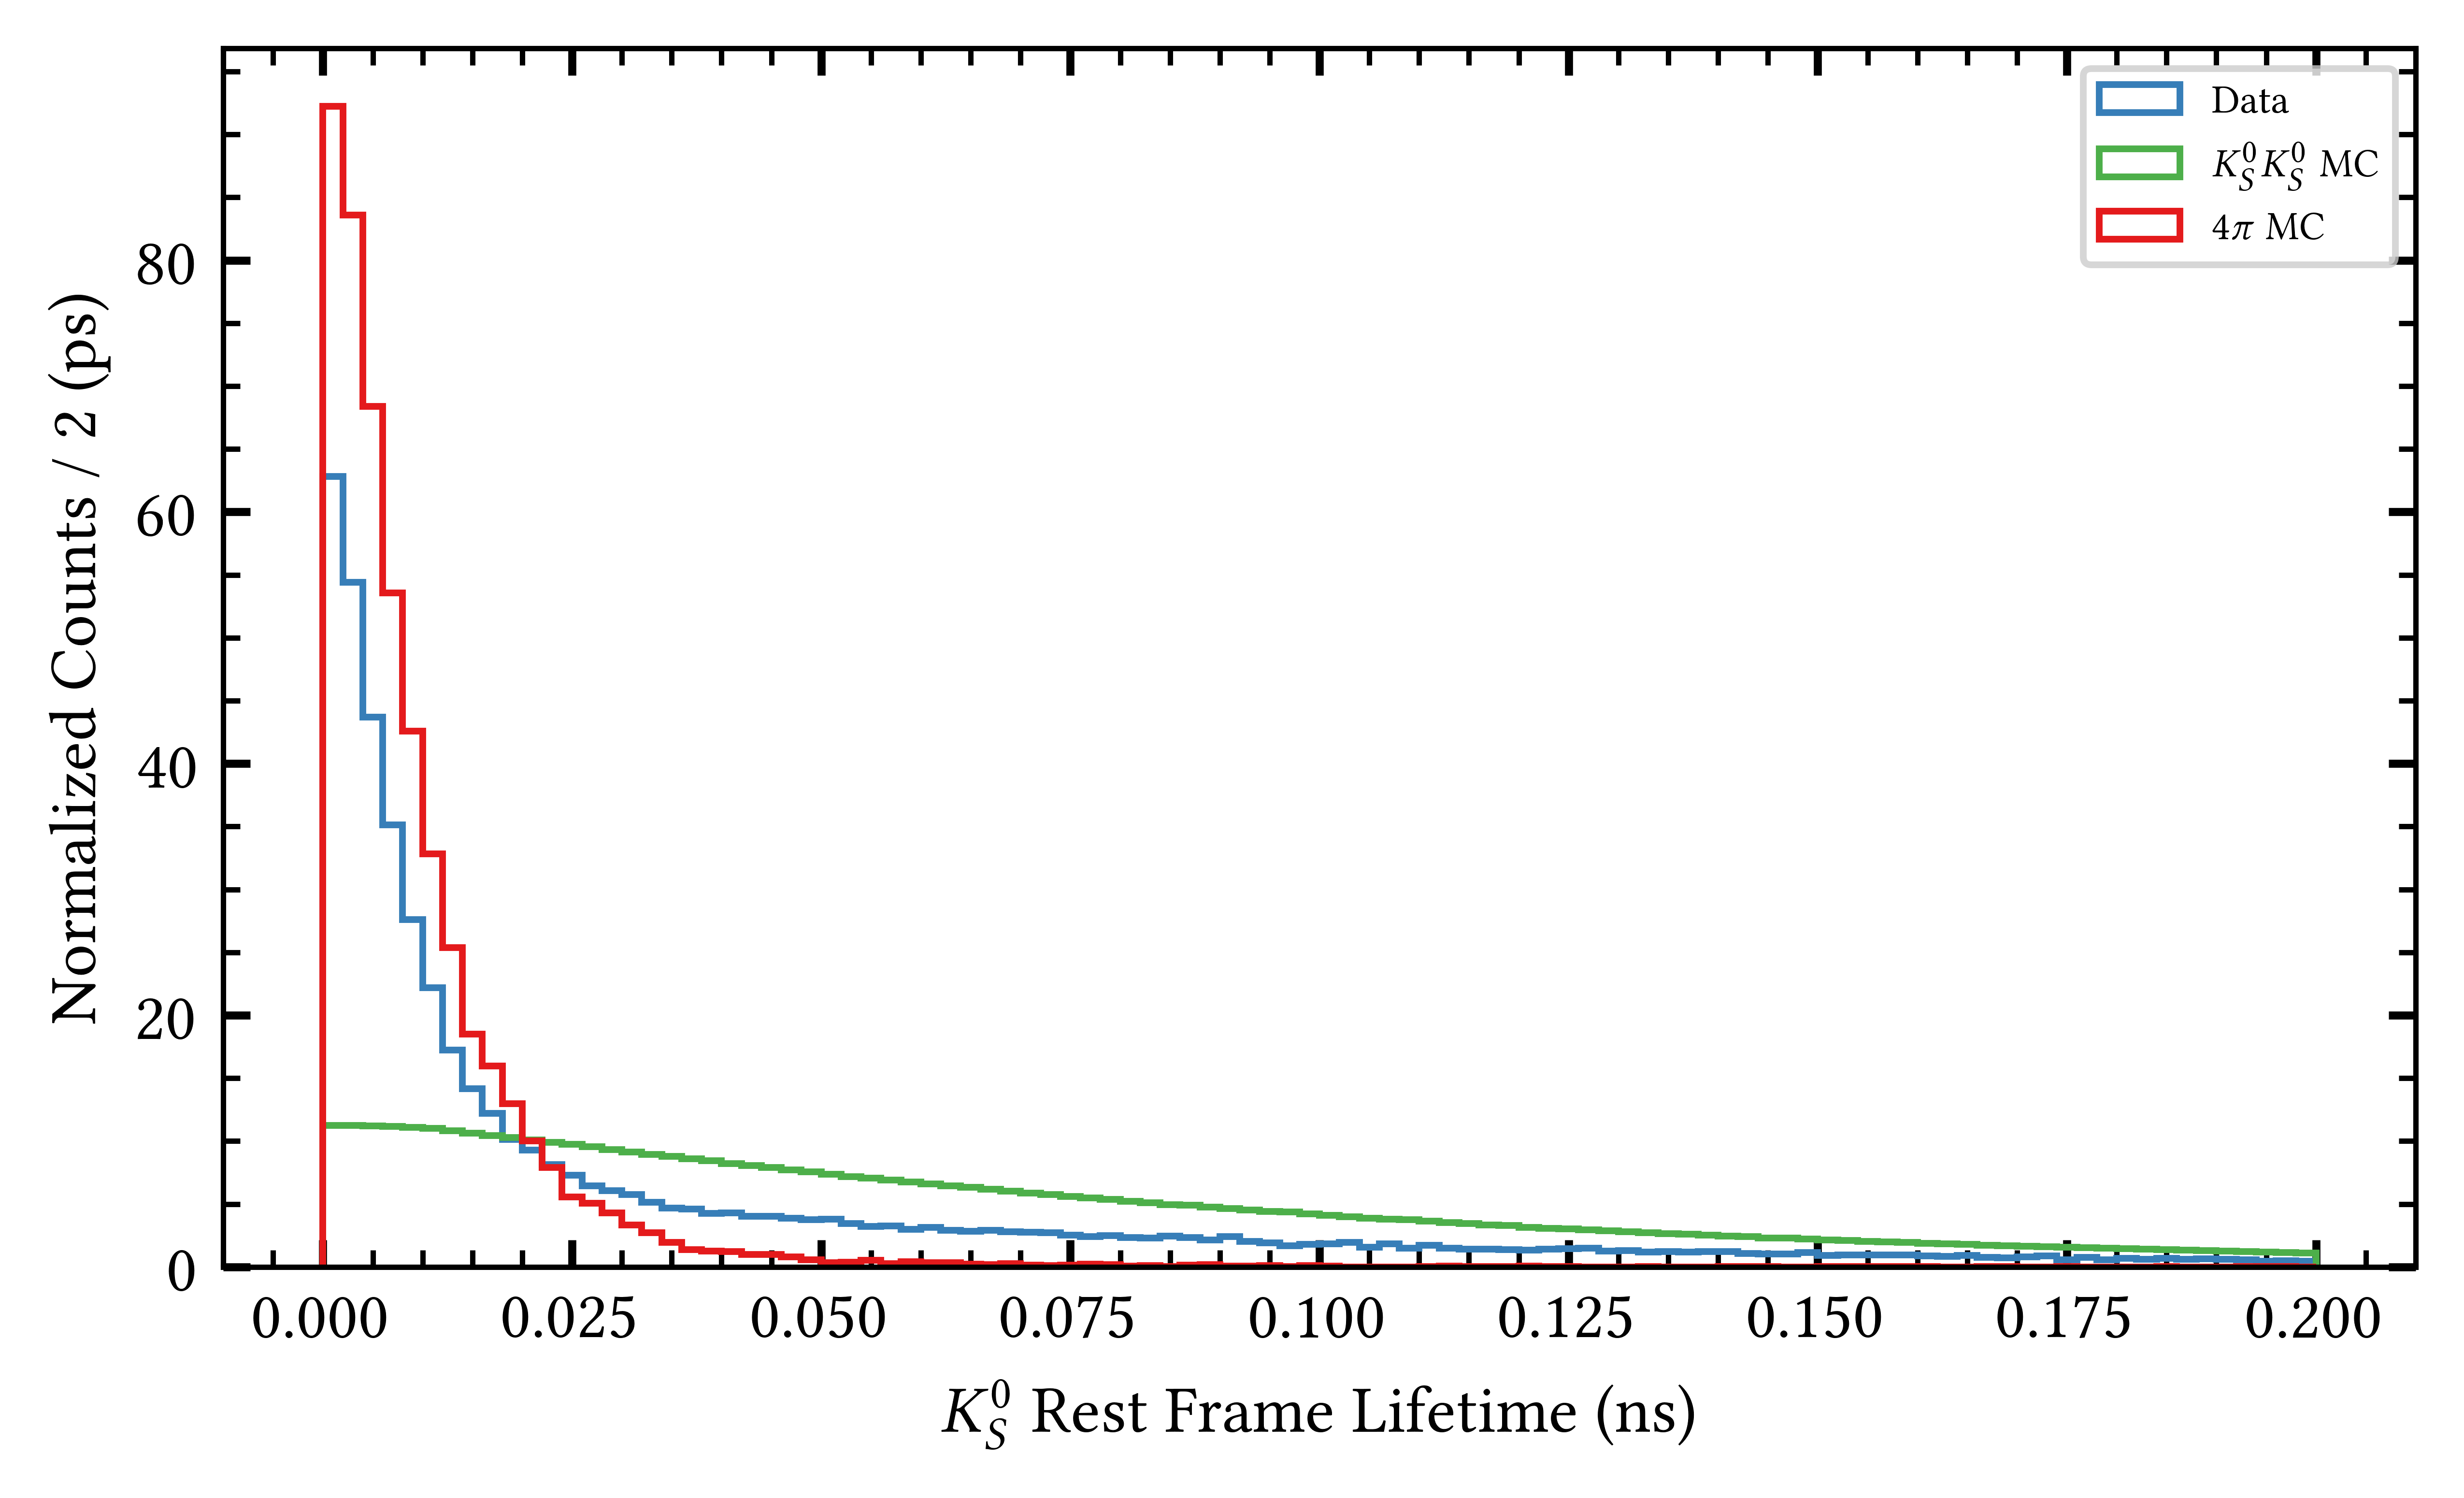 Data
$K_S^0 K_S^0$ MC
4π MC
Normalized Counts / 2 (ps)
80
60
40
20
0
0.000 0.025 0.050 0.075 0.100 0.125 0.150 0.175 0.200
$K_S^0$ Rest Frame Lifetime (ns)